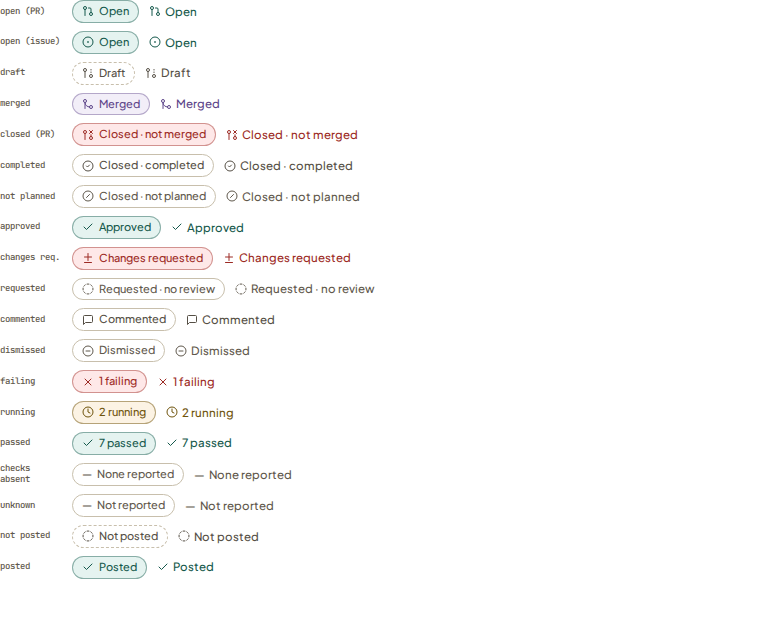 open (PR) Open Open
open (issue) Open Open
draft Draft Draft
merged Merged Merged
closed (PR) Closed · not merged Closed · not merged
completed Closed · completed Closed · completed
not planned Closed · not planned Closed · not planned
approved Approved Approved
changes req. Changes requested Changes requested
requested Requested · no review Requested · no review
commented Commented Commented
dismissed Dismissed Dismissed
failing 1 failing 1 failing
running 2 running 2 running
passed 7 passed 7 passed
checks
absent None reported None reported
unknown Not reported Not reported
not posted Not posted Not posted
posted Posted Posted